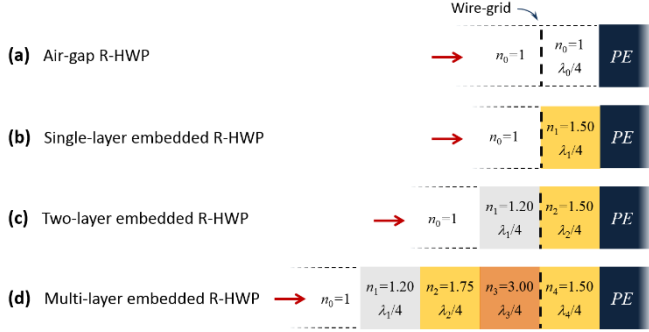 Wire-grid
(a) Air-gap R-HWP
n₀=1
n₀=1
λ₀/4
PE
(b) Single-layer embedded R-HWP
n₀=1
n₁=1.50
λ₁/4
PE
(c) Two-layer embedded R-HWP
n₀=1
n₁=1.20
λ₁/4
n₂=1.50
λ₂/4
PE
(d) Multi-layer embedded R-HWP
n₀=1
n₁=1.20
λ₁/4
n₂=1.75
λ₂/4
n₃=3.00
λ₃/4
n₄=1.50
λ₄/4
PE